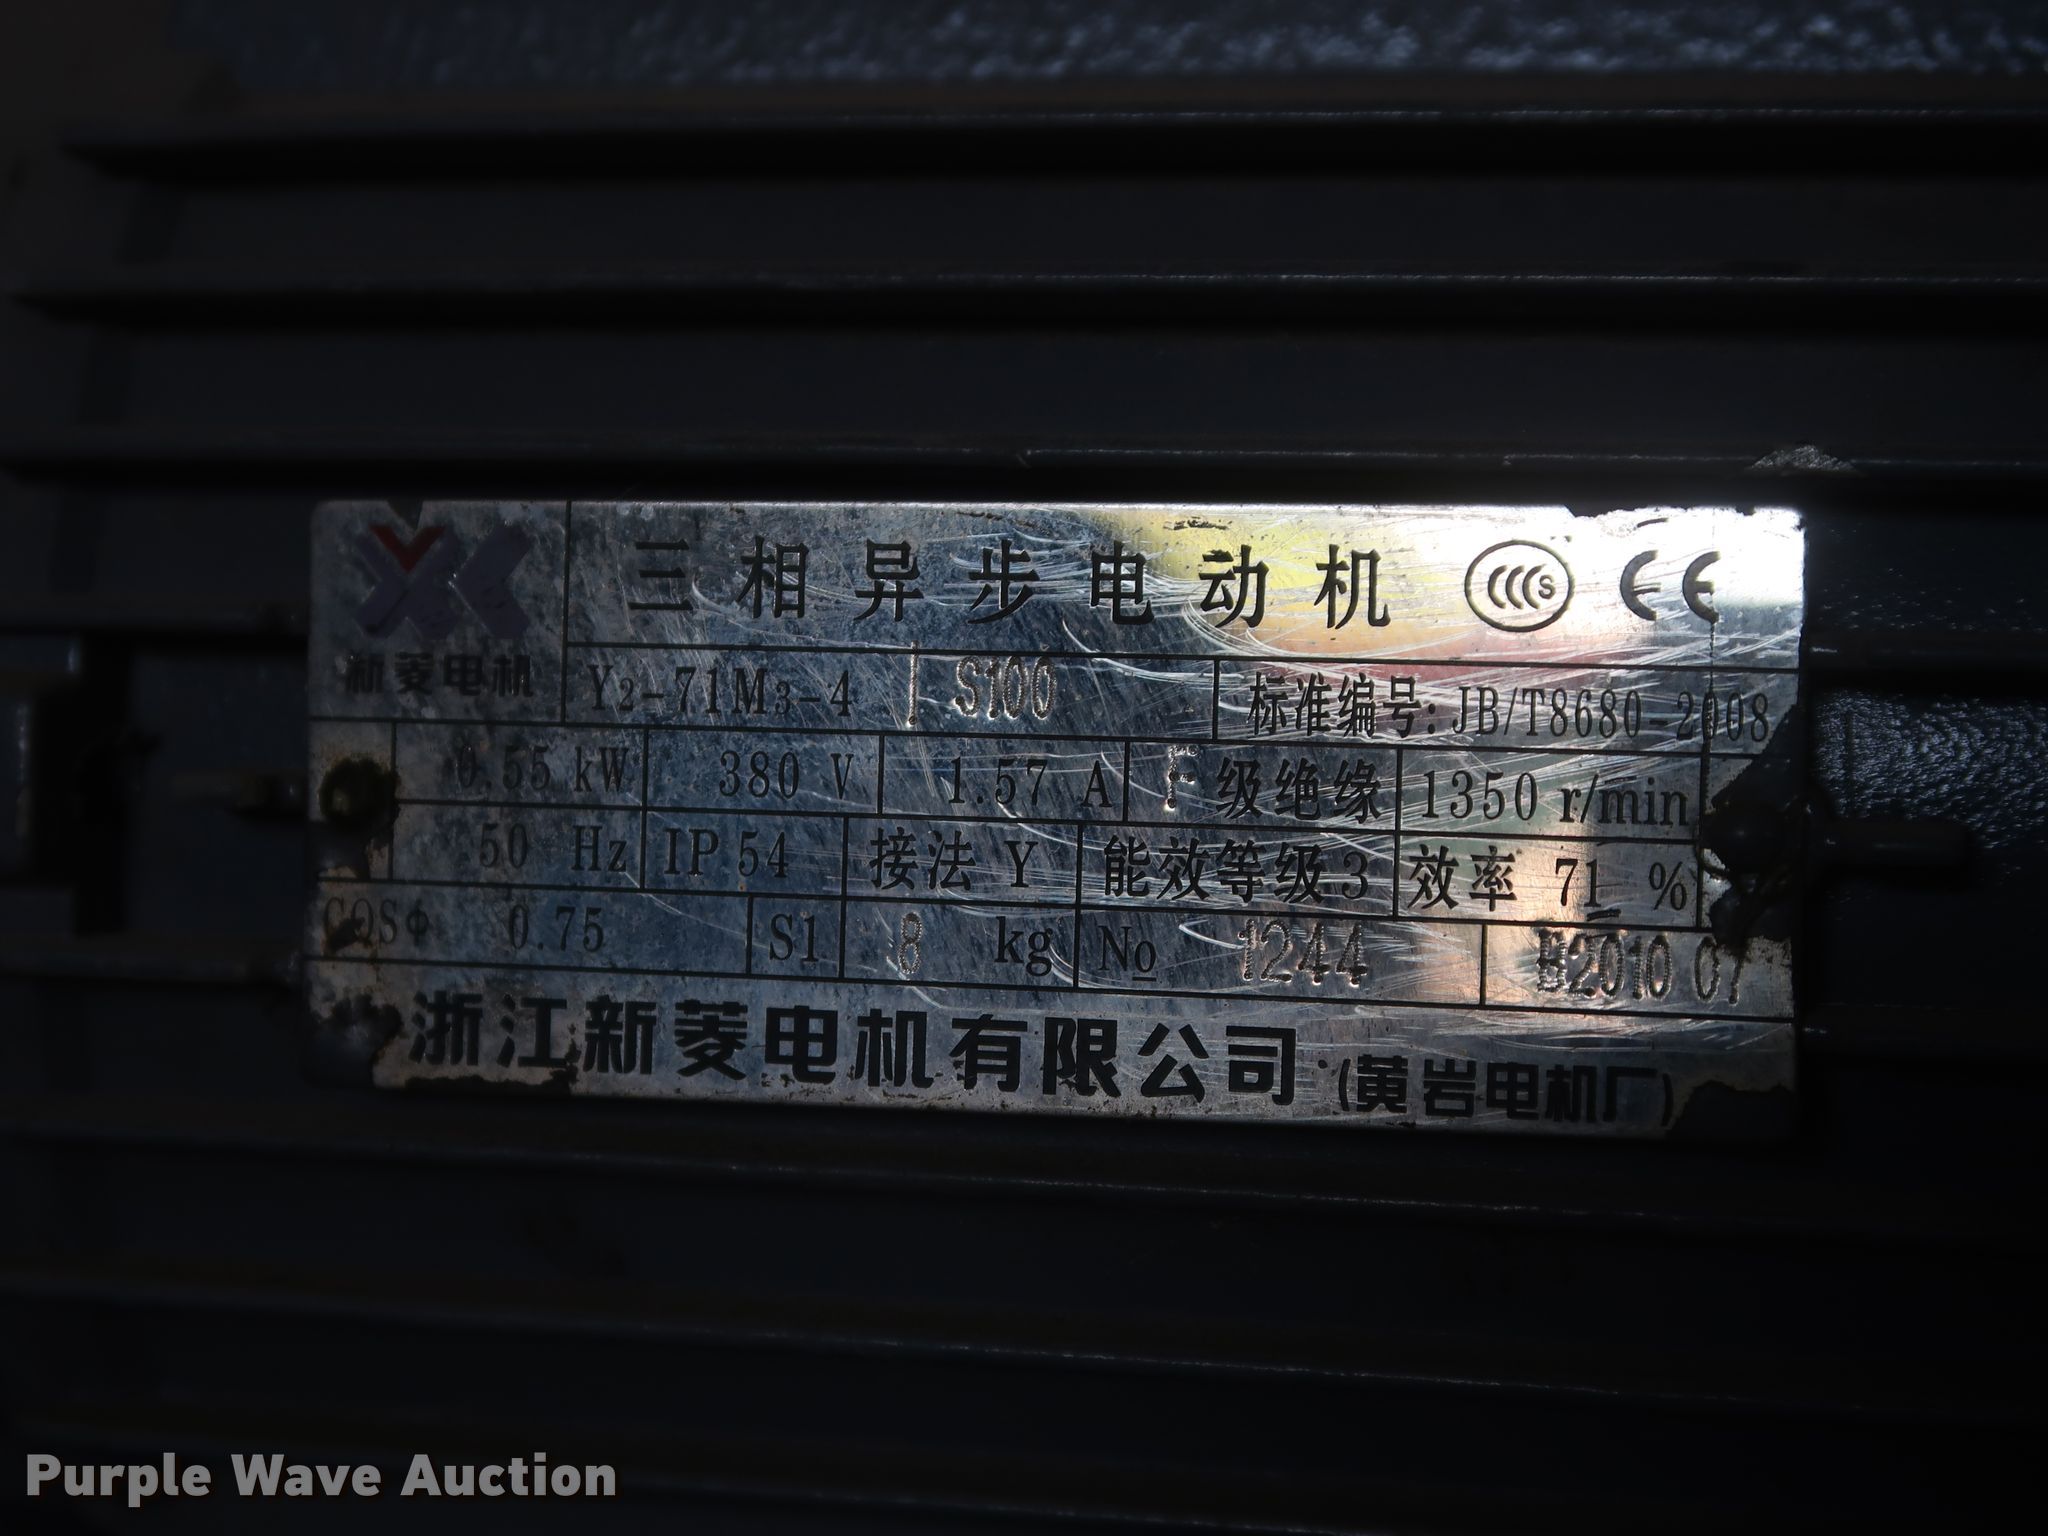 三相异步电动机 CCC S CE
新菱电机
Y2-71M3-4 | S100 标准编号:JB/T8680-2008
0.55 kW 380 V 1.57 A F 级绝缘 1350 r/min
50 Hz IP 54 接法 Y 能效等级3 效率 71 %
COSφ 0.75 S1 8 kg № 1244 B2010 07
浙江新菱电机有限公司 (黄岩电机厂)
Purple Wave Auction